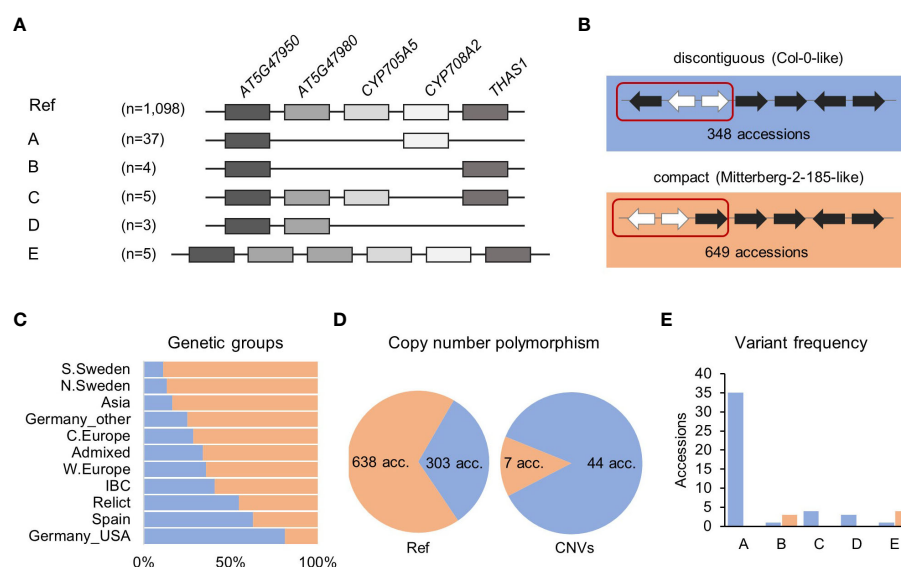 A
AT5G47950
AT5G47980
CYP705A5
CYP708A2
THAS1
Ref (n=1,098)
A (n=37)
B (n=4)
C (n=5)
D (n=3)
E (n=5)
B
discontiguous (Col-0-like)
348 accessions
compact (Mitterberg-2-185-like)
649 accessions
C
Genetic groups
S.Sweden
N.Sweden
Asia
Germany_other
C.Europe
Admixed
W.Europe
IBC
Relict
Spain
Germany_USA
0% 50% 100%
D
Copy number polymorphism
638 acc. 303 acc.
Ref
7 acc. 44 acc.
CNVs
E
Variant frequency
Accessions
40
35
30
25
20
15
10
5
0
A B C D E